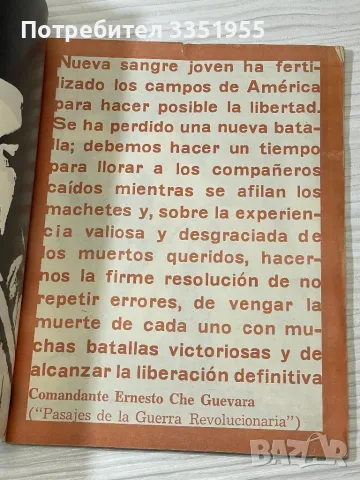 Потребител 3351955
Nueva sangre joven ha ferti-
lizado los campos de América
para hacer posible la libertad.
Se ha perdido una nueva bata-
lla; debemos hacer un tiempo
para llorar a los compañeros
caídos mientras se afilan los
machetes y, sobre la experien-
cia valiosa y desgraciada de
los muertos queridos, hacer-
nos la firme resolución de no
repetir errores, de vengar la
muerte de cada uno con mu-
chas batallas victoriosas y de
alcanzar la liberación definitiva
Comandante Ernesto Che Guevara
("Pasajes de la Guerra Revolucionaria")
BAZAR